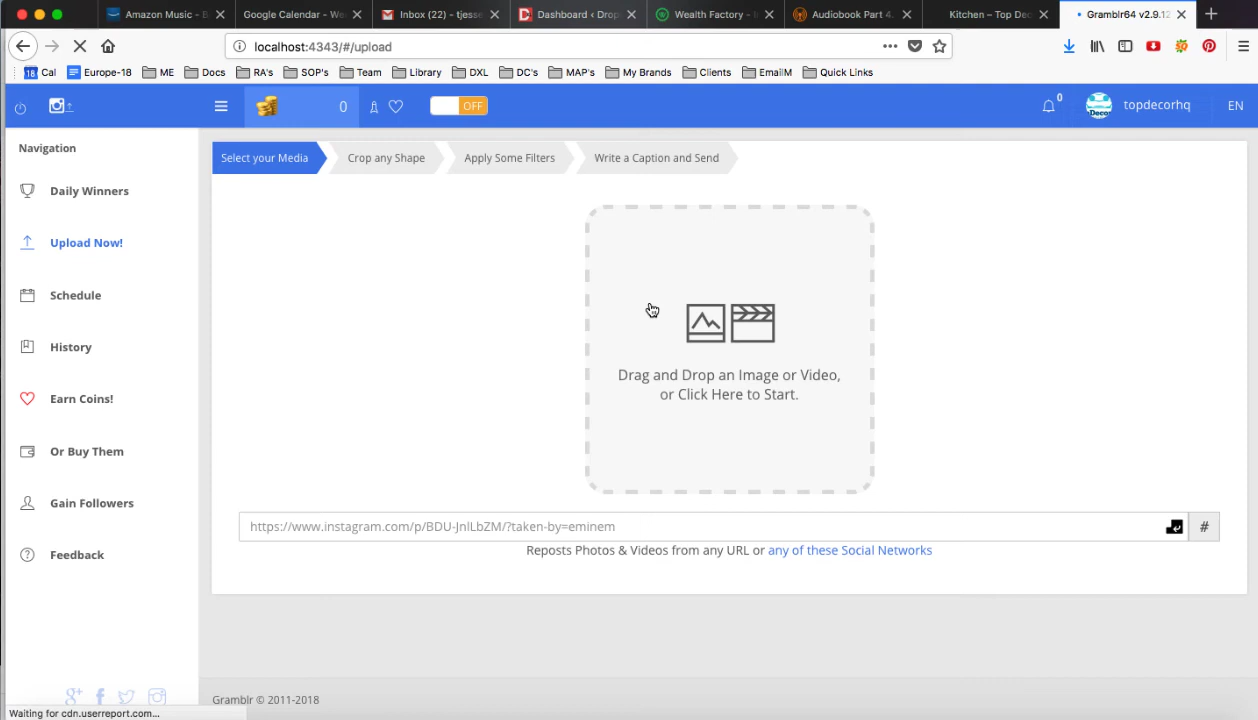 Amazon Music - B
Google Calendar - We
Inbox (22) - tjesse
Dashboard ‹ Drop
Wealth Factory - I
Audiobook Part 4.
Kitchen – Top Dec
Gramblr64 v2.9.12
localhost:4343/#/upload
18 Cal
Europe-18
ME
Docs
RA's
SOP's
Team
Library
DXL
DC's
MAP's
My Brands
Clients
EmailM
Quick Links
0
OFF
0
topdecorhq
EN
Navigation
Daily Winners
Upload Now!
Schedule
History
Earn Coins!
Or Buy Them
Gain Followers
Feedback
Select your Media
Crop any Shape
Apply Some Filters
Write a Caption and Send
Drag and Drop an Image or Video,
or Click Here to Start.
https://www.instagram.com/p/BDU-JnlLbZM/?taken-by=eminem
#
Reposts Photos & Videos from any URL or any of these Social Networks
Gramblr © 2011-2018
Waiting for cdn.userreport.com...